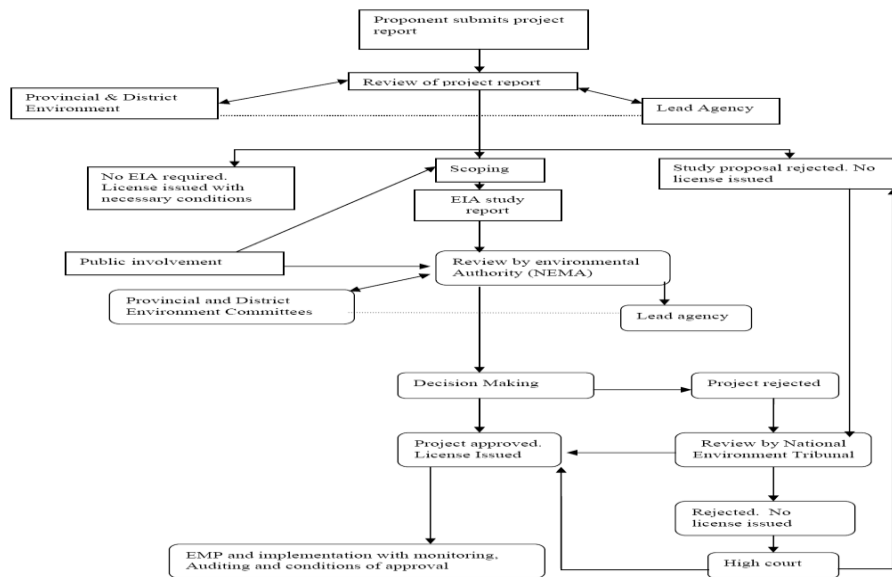 Proponent submits project
report
Review of project report
Provincial & District
Environment
Lead Agency
No EIA required.
License issued with
necessary conditions
Scoping
Study proposal rejected. No
license issued
EIA study
report
Public involvement
Review by environmental
Authority (NEMA)
Provincial and District
Environment Committees
Lead agency
Decision Making
Project rejected
Project approved.
License Issued
Review by National
Environment Tribunal
Rejected. No
license issued
EMP and implementation with monitoring,
Auditing and conditions of approval
High court